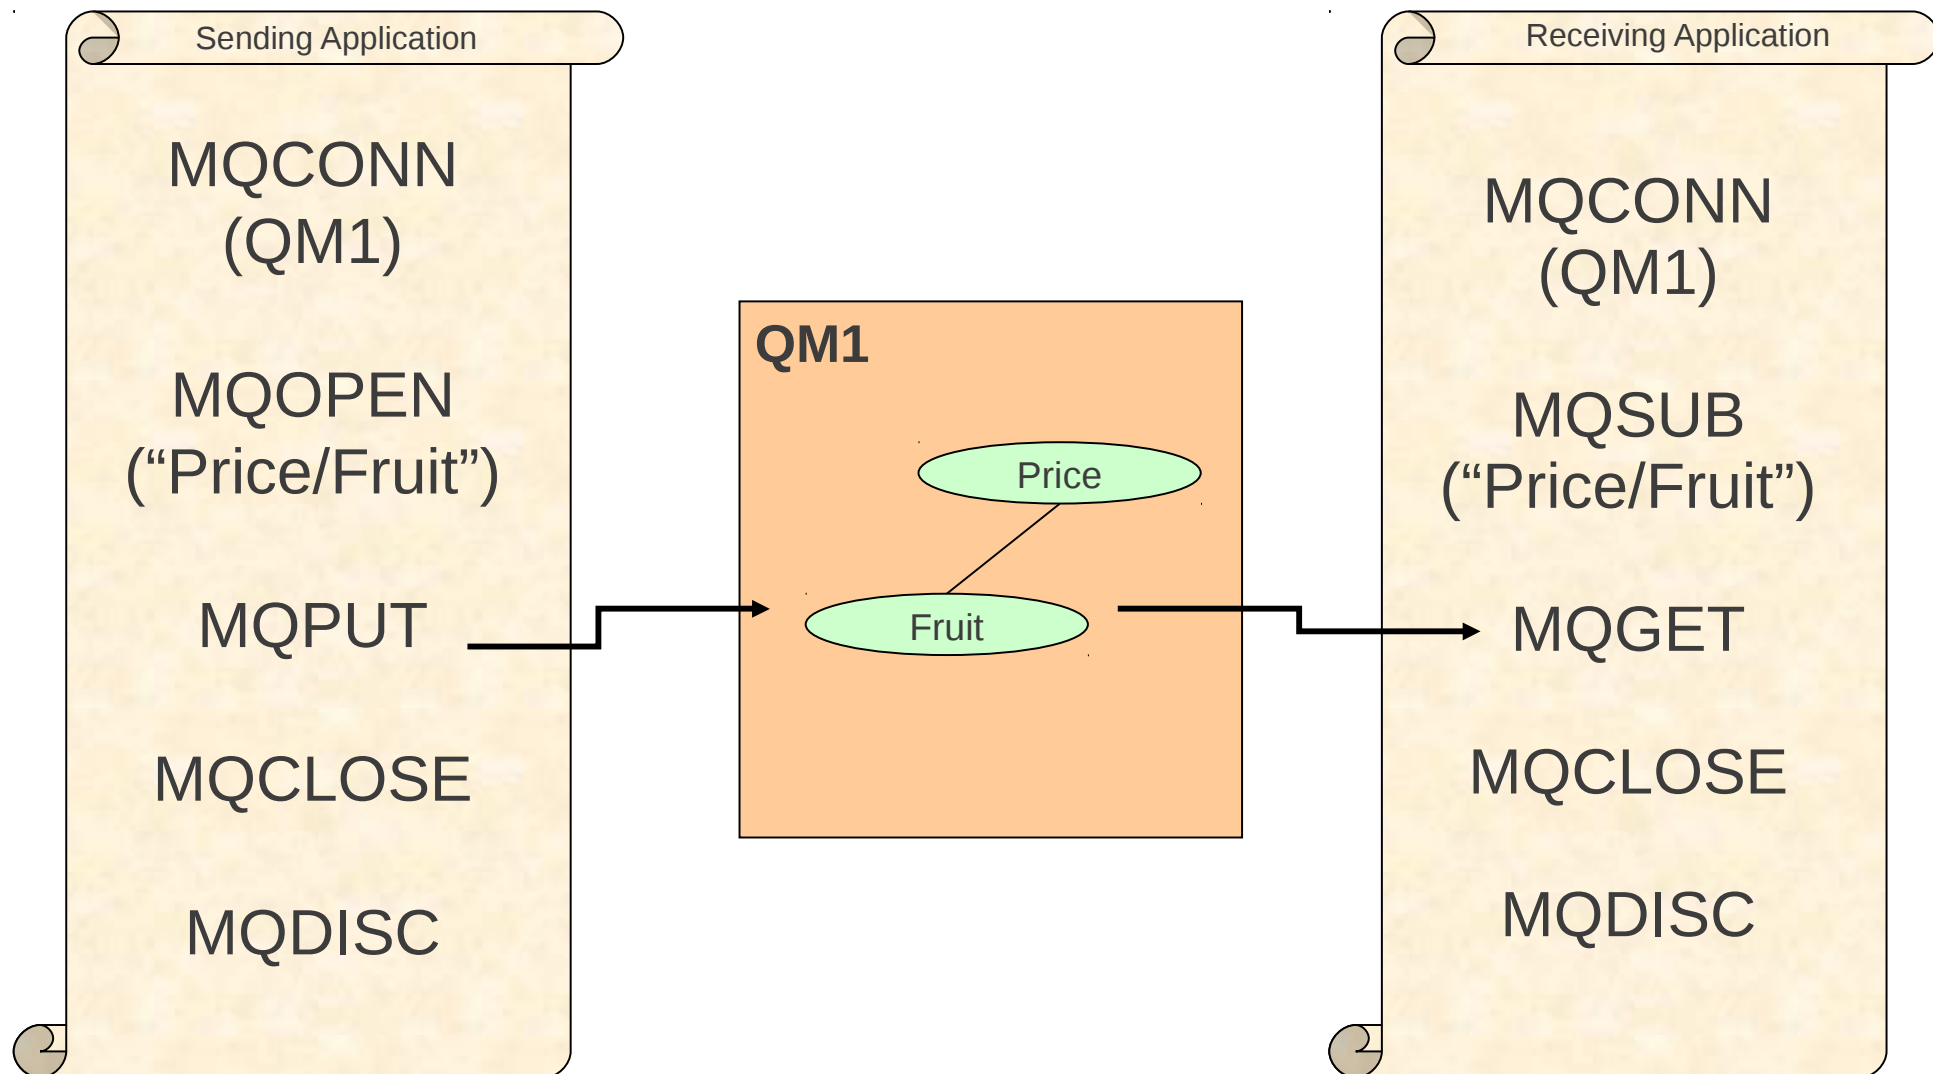 Sending Application
MQCONN
(QM1)
MQOPEN
(“Price/Fruit”)
MQPUT
MQCLOSE
MQDISC
QM1
Price
Fruit
Receiving Application
MQCONN
(QM1)
MQSUB
(“Price/Fruit”)
MQGET
MQCLOSE
MQDISC